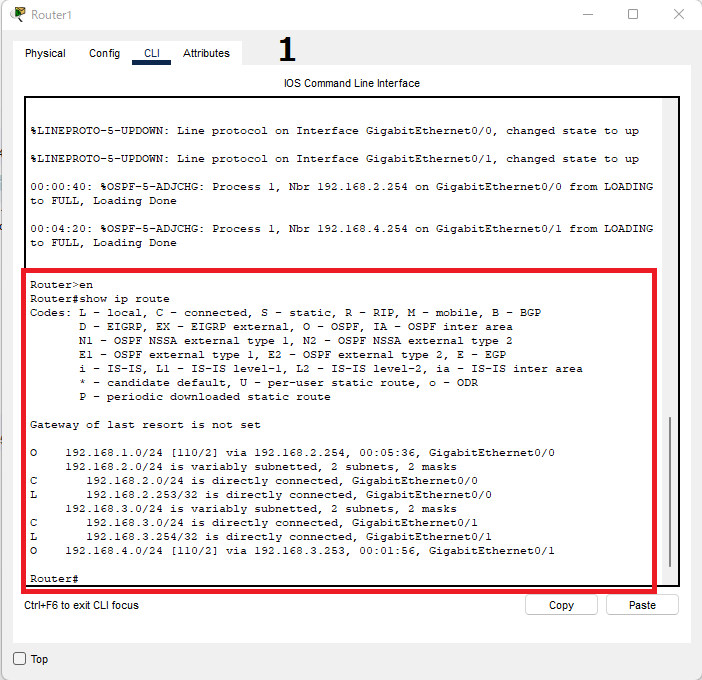 Router1
Physical Config CLI Attributes
1
IOS Command Line Interface
%LINEPROTO-5-UPDOWN: Line protocol on Interface GigabitEthernet0/0, changed state to up
%LINEPROTO-5-UPDOWN: Line protocol on Interface GigabitEthernet0/1, changed state to up
00:00:40: %OSPF-5-ADJCHG: Process 1, Nbr 192.168.2.254 on GigabitEthernet0/0 from LOADING
to FULL, Loading Done
00:04:20: %OSPF-5-ADJCHG: Process 1, Nbr 192.168.4.254 on GigabitEthernet0/1 from LOADING
to FULL, Loading Done
Router>en
Router#show ip route
Codes: L - local, C - connected, S - static, R - RIP, M - mobile, B - BGP
D - EIGRP, EX - EIGRP external, O - OSPF, IA - OSPF inter area
N1 - OSPF NSSA external type 1, N2 - OSPF NSSA external type 2
E1 - OSPF external type 1, E2 - OSPF external type 2, E - EGP
i - IS-IS, L1 - IS-IS level-1, L2 - IS-IS level-2, ia - IS-IS inter area
* - candidate default, U - per-user static route, o - ODR
P - periodic downloaded static route
Gateway of last resort is not set
O 192.168.1.0/24 [110/2] via 192.168.2.254, 00:05:36, GigabitEthernet0/0
192.168.2.0/24 is variably subnetted, 2 subnets, 2 masks
C 192.168.2.0/24 is directly connected, GigabitEthernet0/0
L 192.168.2.253/32 is directly connected, GigabitEthernet0/0
192.168.3.0/24 is variably subnetted, 2 subnets, 2 masks
C 192.168.3.0/24 is directly connected, GigabitEthernet0/1
L 192.168.3.254/32 is directly connected, GigabitEthernet0/1
O 192.168.4.0/24 [110/2] via 192.168.3.253, 00:01:56, GigabitEthernet0/1
Router#
Ctrl+F6 to exit CLI focus
Copy Paste
Top